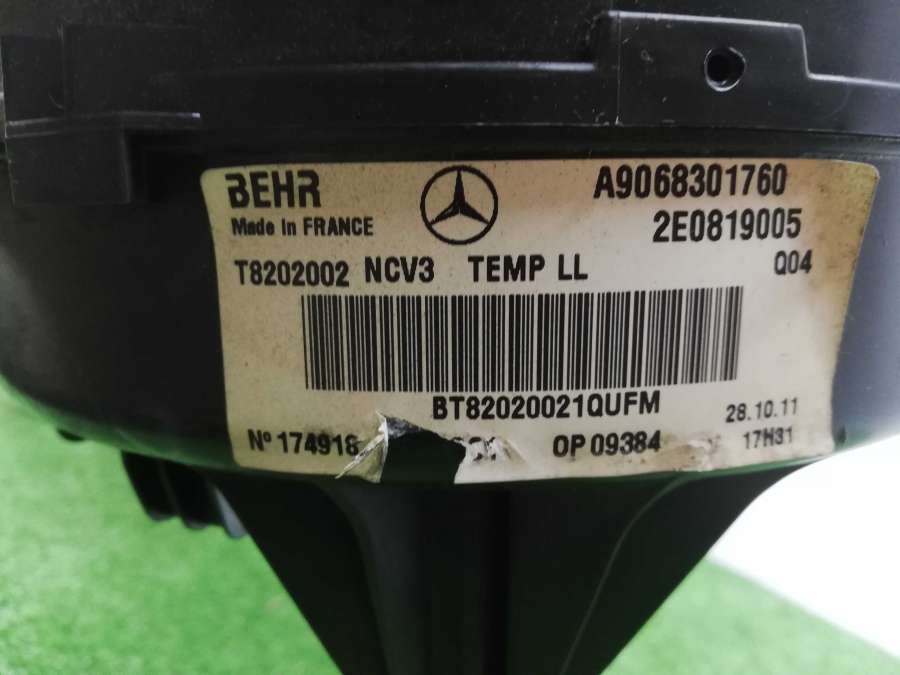 BEHR A9068301760
Made in FRANCE 2E0819005
T8202002 NCV3 TEMP LL Q04
BT82020021QUFM
28.10.11
Nº 174918 OP 09384 17H31